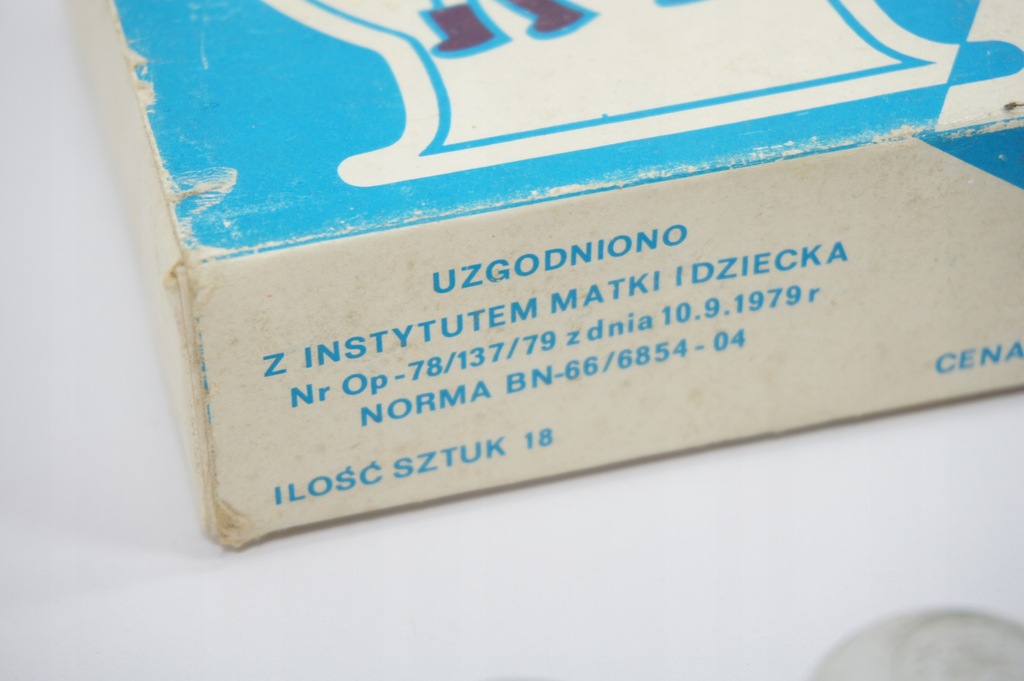 UZGODNIONO
Z INSTYTUTEM MATKI I DZIECKA
Nr Op-78/137/79 z dnia 10.9.1979 r
NORMA BN-66/6854-04
CENA
ILOŚĆ SZTUK 18